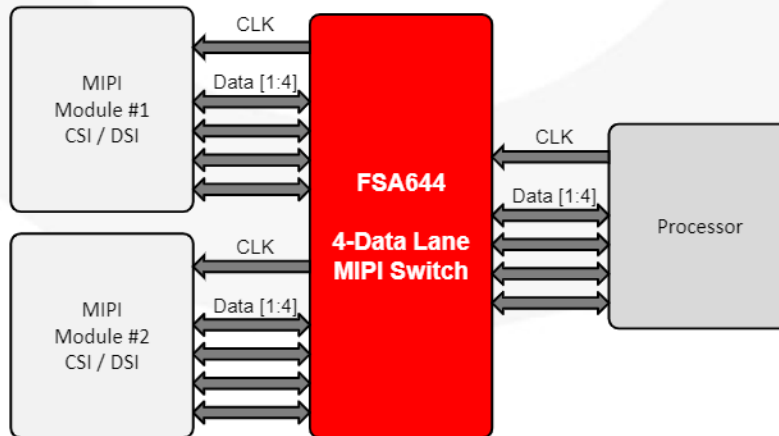 CLK
MIPI
Module #1
CSI / DSI
Data [1:4]
FSA644
4-Data Lane
MIPI Switch
CLK
Data [1:4]
Processor
CLK
MIPI
Module #2
CSI / DSI
Data [1:4]